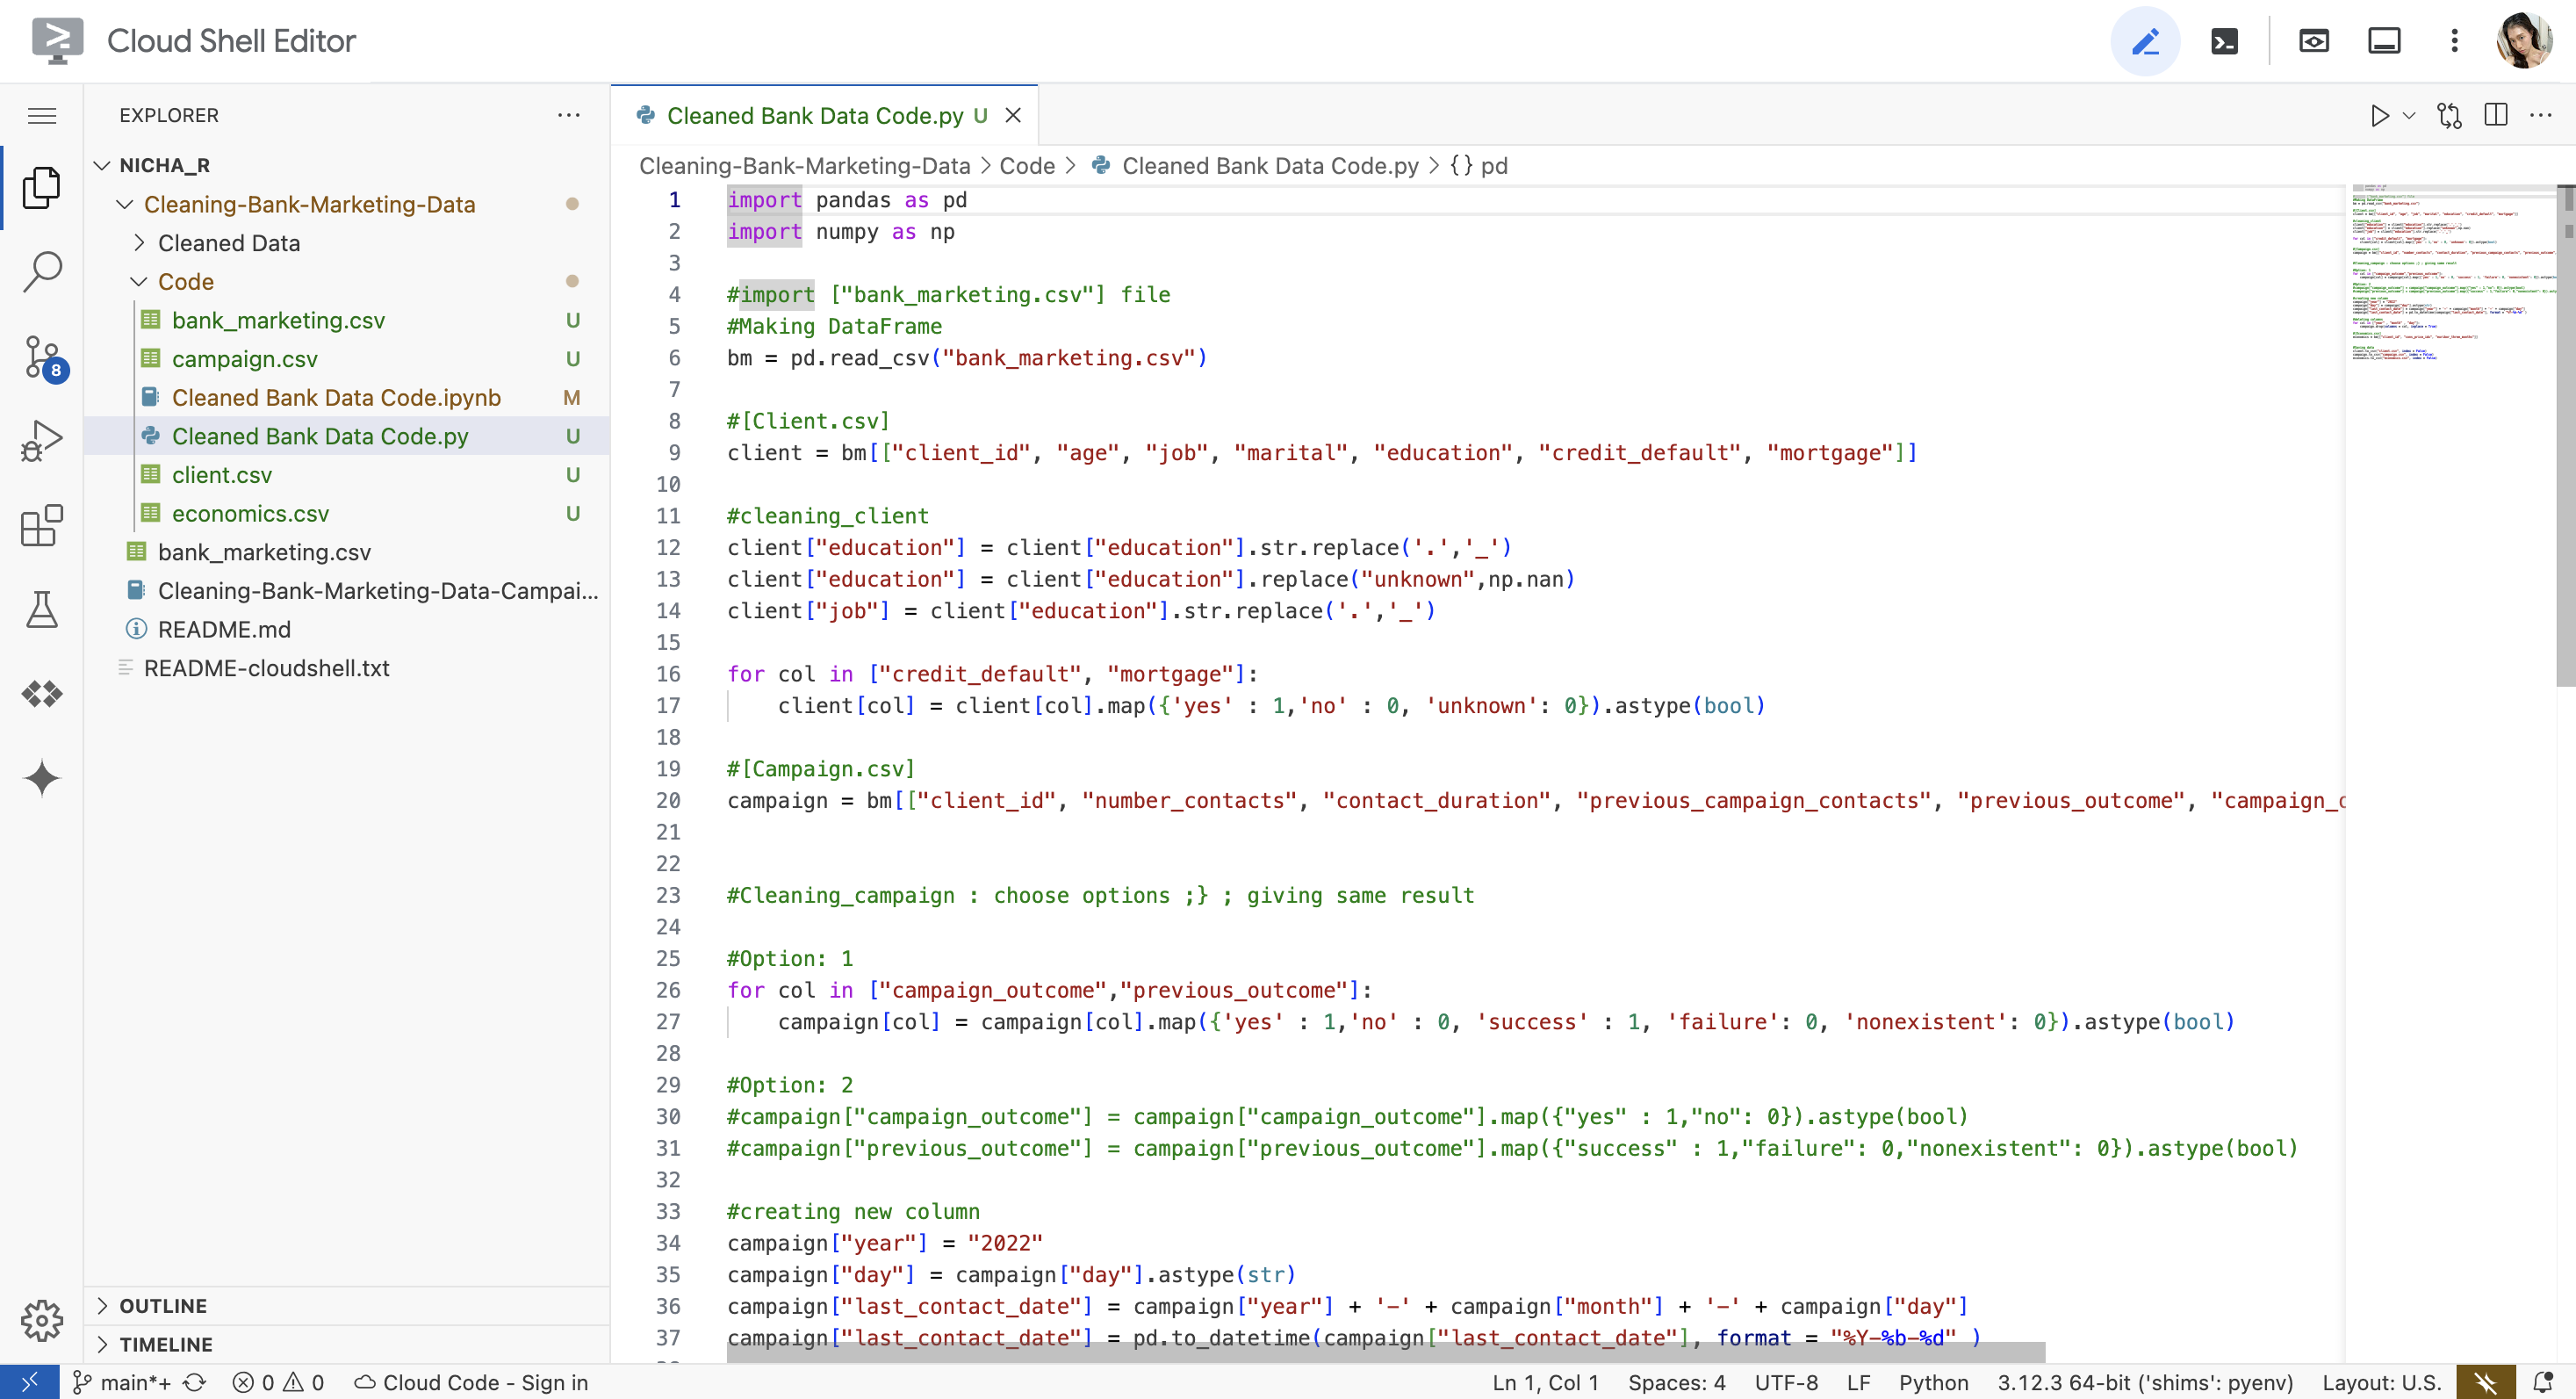 Cloud Shell Editor
EXPLORER
NICHA_R
Cleaning-Bank-Marketing-Data
Cleaned Data
Code
bank_marketing.csv U
campaign.csv U
Cleaned Bank Data Code.ipynb M
Cleaned Bank Data Code.py U
client.csv U
economics.csv U
bank_marketing.csv
Cleaning-Bank-Marketing-Data-Campai...
README.md
README-cloudshell.txt
OUTLINE
TIMELINE
8
Cleaned Bank Data Code.py U
Cleaning-Bank-Marketing-Data > Code > Cleaned Bank Data Code.py > {} pd
1 import pandas as pd
2 import numpy as np
3
4 #import ["bank_marketing.csv"] file
5 #Making DataFrame
6 bm = pd.read_csv("bank_marketing.csv")
7
8 #[Client.csv]
9 client = bm[["client_id", "age", "job", "marital", "education", "credit_default", "mortgage"]]
10
11 #cleaning_client
12 client["education"] = client["education"].str.replace('.','_')
13 client["education"] = client["education"].replace("unknown",np.nan)
14 client["job"] = client["education"].str.replace('.','_')
15
16 for col in ["credit_default", "mortgage"]:
17 client[col] = client[col].map({'yes' : 1,'no' : 0, 'unknown': 0}).astype(bool)
18
19 #[Campaign.csv]
20 campaign = bm[["client_id", "number_contacts", "contact_duration", "previous_campaign_contacts", "previous_outcome", "campaign_
21
22
23 #Cleaning_campaign : choose options ;} ; giving same result
24
25 #Option: 1
26 for col in ["campaign_outcome","previous_outcome"]:
27 campaign[col] = campaign[col].map({'yes' : 1,'no' : 0, 'success' : 1, 'failure': 0, 'nonexistent': 0}).astype(bool)
28
29 #Option: 2
30 #campaign["campaign_outcome"] = campaign["campaign_outcome"].map({"yes" : 1,"no": 0}).astype(bool)
31 #campaign["previous_outcome"] = campaign["previous_outcome"].map({"success" : 1,"failure": 0,"nonexistent": 0}).astype(bool)
32
33 #creating new column
34 campaign["year"] = "2022"
35 campaign["day"] = campaign["day"].astype(str)
36 campaign["last_contact_date"] = campaign["year"] + '-' + campaign["month"] + '-' + campaign["day"]
37 campaign["last_contact_date"] = pd.to_datetime(campaign["last_contact_date"], format = "%Y-%b-%d" )
main*+ 0 0 Cloud Code - Sign in Ln 1, Col 1 Spaces: 4 UTF-8 LF Python 3.12.3 64-bit ('shims': pyenv) Layout: U.S.